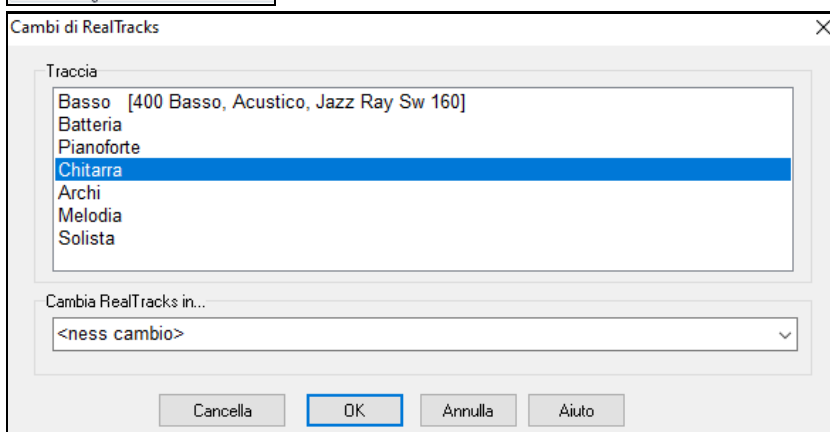 Cambi di RealTracks
Traccia
Basso [400 Basso, Acustico, Jazz Ray Sw 160]
Batteria
Pianoforte
Chitarra
Archi
Melodia
Solista
Cambia RealTracks in...
<ness cambio>
Cancella OK Annulla Aiuto